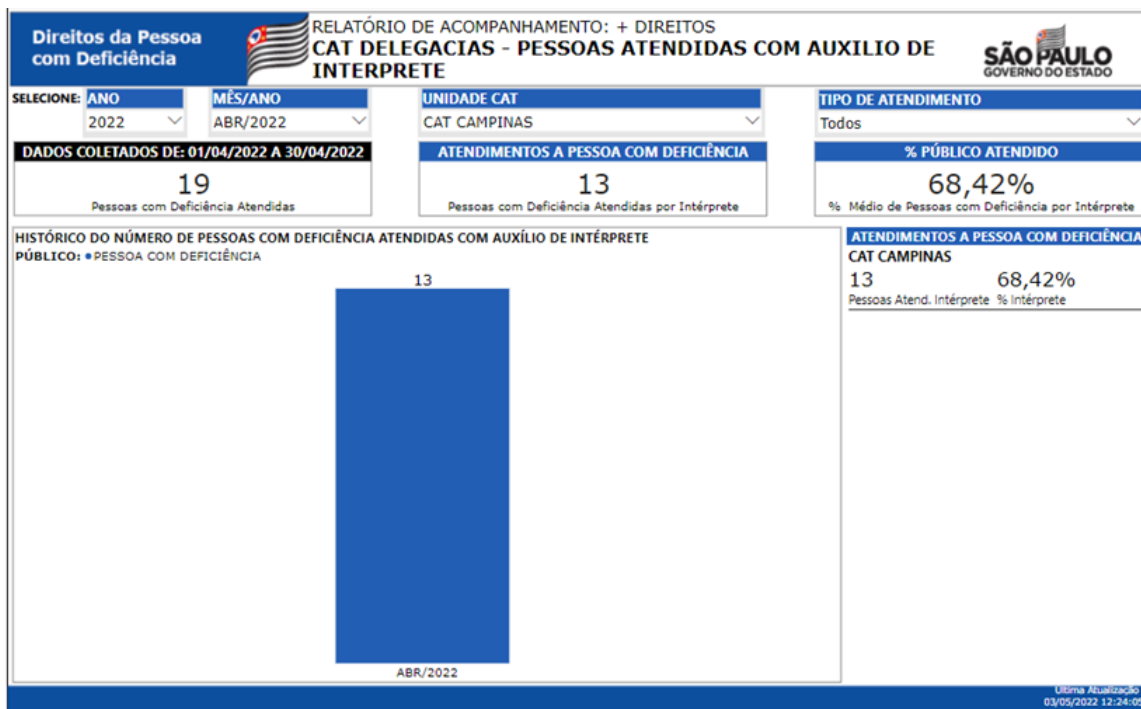 Direitos da Pessoa
com Deficiência
RELATÓRIO DE ACOMPANHAMENTO: + DIREITOS
CAT DELEGACIAS - PESSOAS ATENDIDAS COM AUXILIO DE
INTERPRETE
SÃO PAULO
GOVERNO DO ESTADO
SELECIONE: ANO MÊS/ANO UNIDADE CAT TIPO DE ATENDIMENTO
2022 ABR/2022 CAT CAMPINAS Todos
DADOS COLETADOS DE: 01/04/2022 A 30/04/2022
19
Pessoas com Deficiência Atendidas
ATENDIMENTOS A PESSOA COM DEFICIÊNCIA
13
Pessoas com Deficiência Atendidas por Intérprete
% PÚBLICO ATENDIDO
68,42%
% Médio de Pessoas com Deficiência por Intérprete
HISTÓRICO DO NÚMERO DE PESSOAS COM DEFICIÊNCIA ATENDIDAS COM AUXÍLIO DE INTÉRPRETE
PÚBLICO: PESSOA COM DEFICIÊNCIA
13
ABR/2022
ATENDIMENTOS A PESSOA COM DEFICIÊNCIA
CAT CAMPINAS
13 68,42%
Pessoas Atend. Intérprete % Intérprete
Última Atualização
03/05/2022 12:24:05